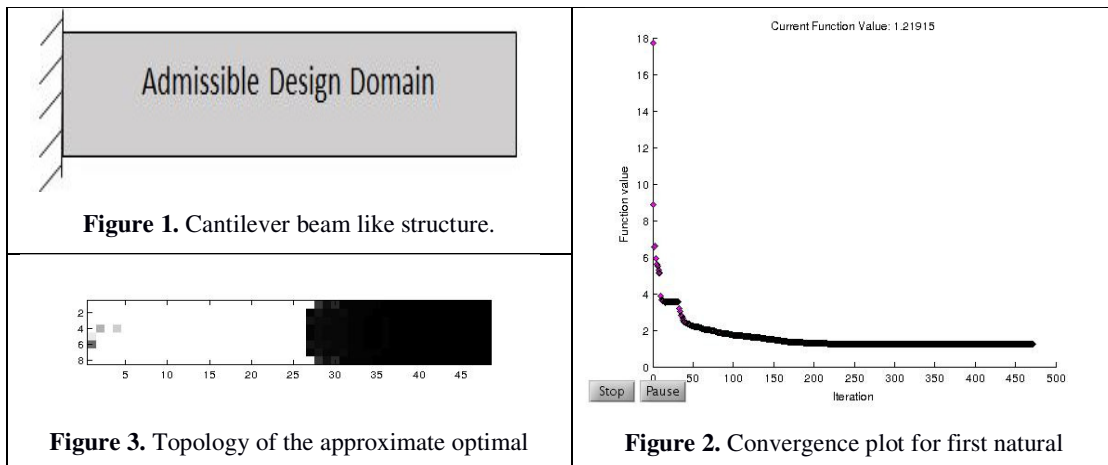 Admissible Design Domain
Figure 1. Cantilever beam like structure.
2
4
6
8
5 10 15 20 25 30 35 40 45
Figure 3. Topology of the approximate optimal
Current Function Value: 1.21915
18
16
14
12
10
8
6
4
2
0
Function value
0 50 100 150 200 250 300 350 400 450 500
Iteration
Stop Pause
Figure 2. Convergence plot for first natural